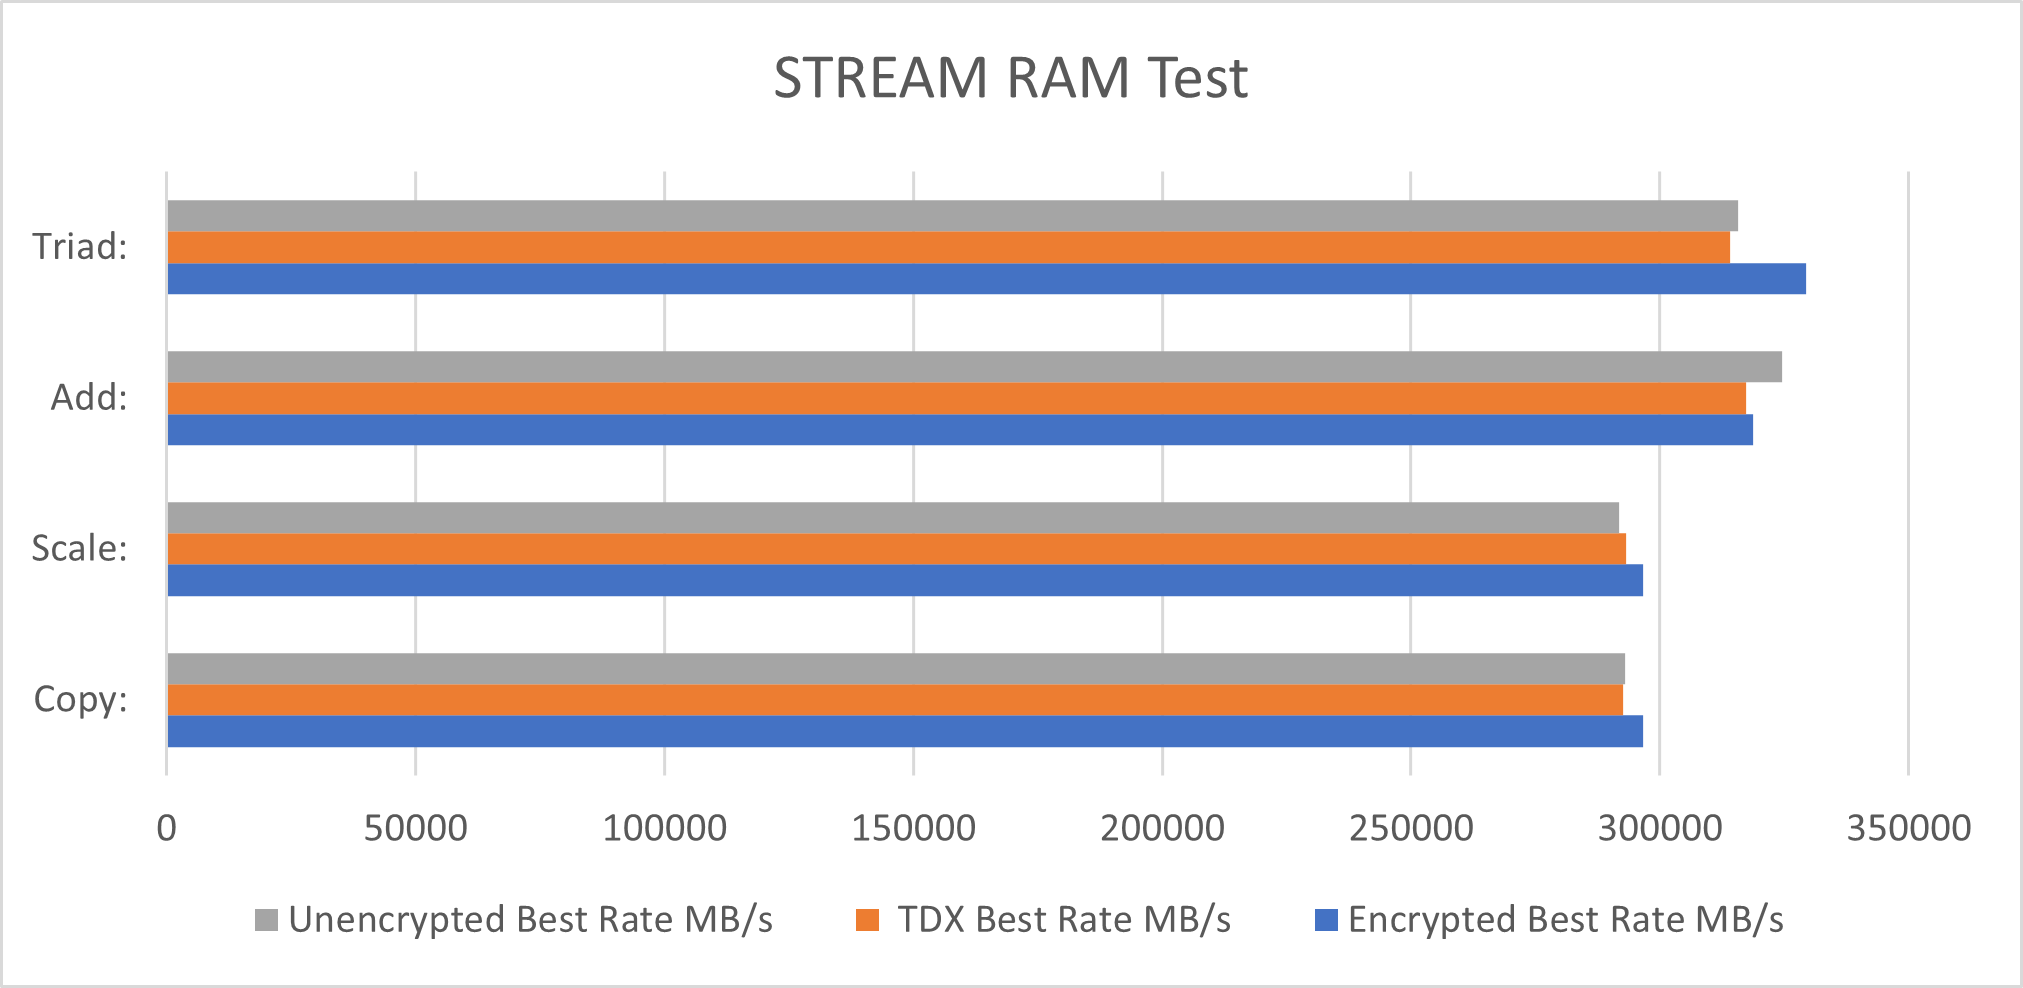 STREAM RAM Test
Triad:
Add:
Scale:
Copy:
0 50000 100000 150000 200000 250000 300000 350000
Unencrypted Best Rate MB/s TDX Best Rate MB/s Encrypted Best Rate MB/s